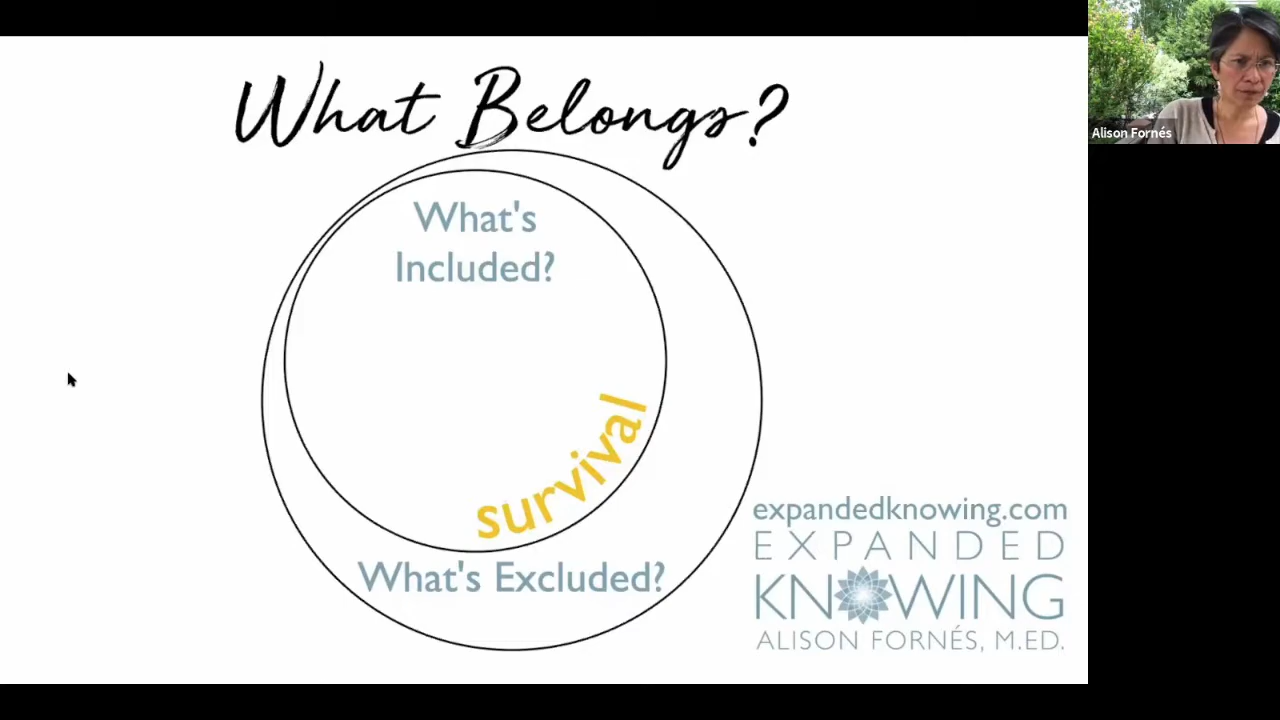 What Belongs?
What's
Included?
survival
What's Excluded?
expandedknowing.com
EXPANDED
KNOWING
ALISON FORNÉS, M.ED.
Alison Fornés